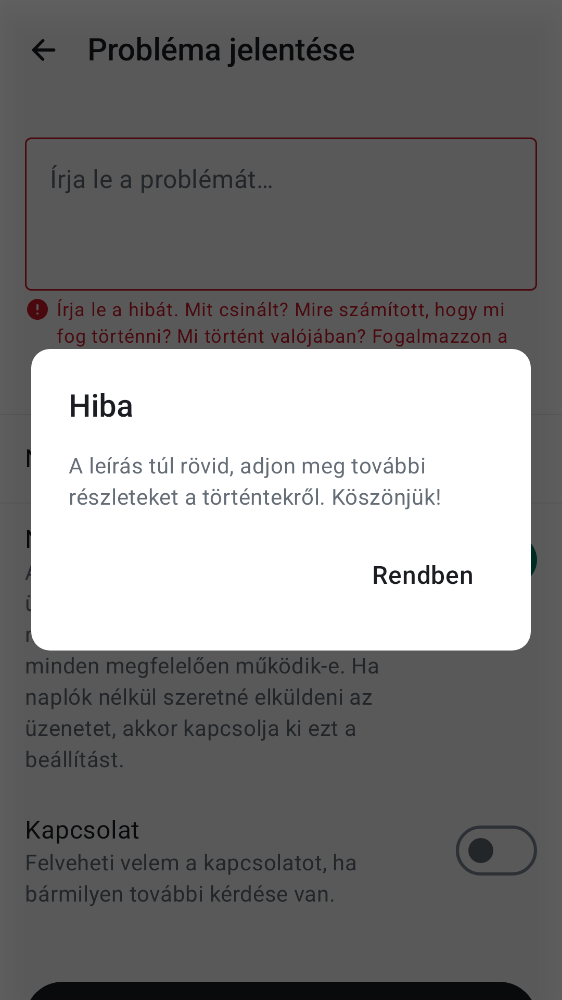 Probléma jelentése
Írja le a problémát…
Írja le a hibát. Mit csinált? Mire számított, hogy mi
fog történni? Mi történt valójában? Fogalmazzon a
Hiba
A leírás túl rövid, adjon meg további
részleteket a történtekről. Köszönjük!
Rendben
minden megfelelően működik-e. Ha
naplók nélkül szeretné elküldeni az
üzenetet, akkor kapcsolja ki ezt a
beállítást.
Kapcsolat
Felveheti velem a kapcsolatot, ha
bármilyen további kérdése van.